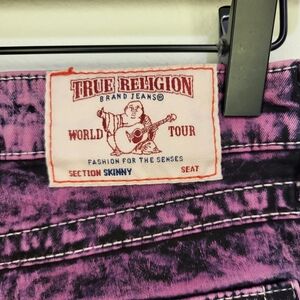 TRUE RELIGION
BRAND JEANS®
WORLD TOUR
FASHION FOR THE SENSES
SECTION SKINNY SEAT